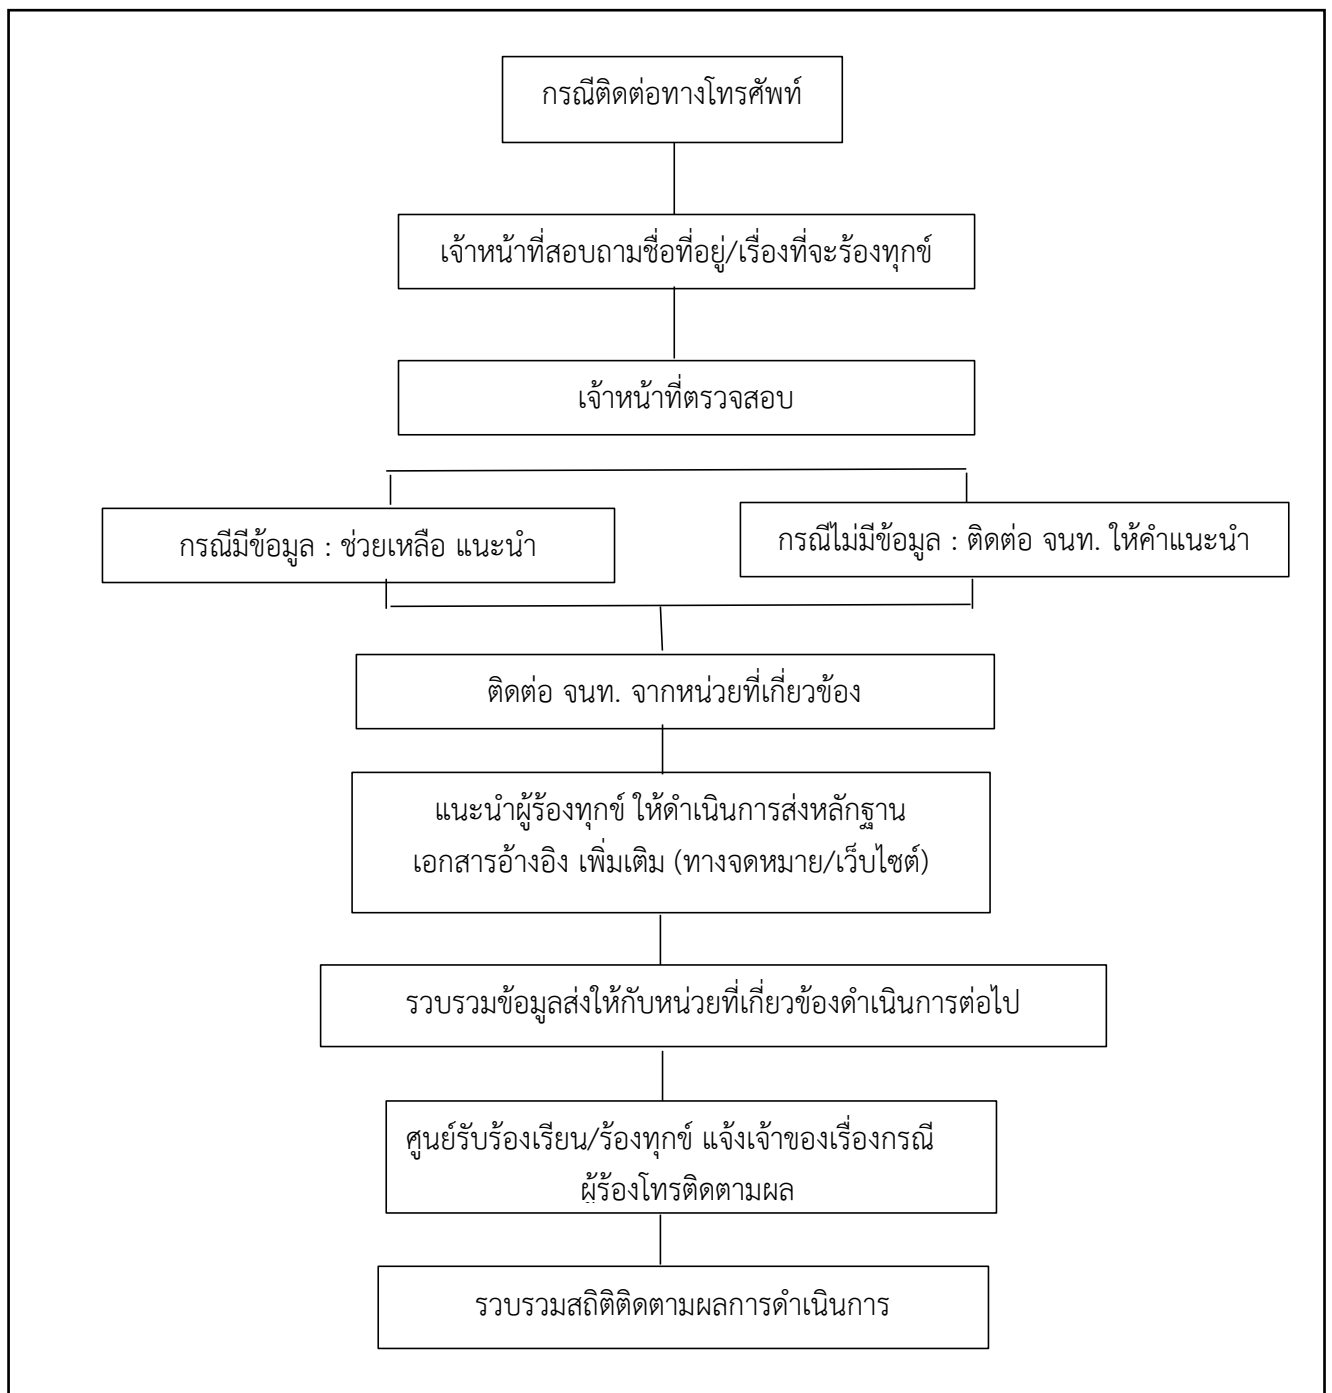 กรณีติดต่อทางโทรศัพท์
เจ้าหน้าที่สอบถามชื่อที่อยู่/เรื่องที่จะร้องทุกข์
เจ้าหน้าที่ตรวจสอบ
กรณีมีข้อมูล : ช่วยเหลือ แนะนำ
กรณีไม่มีข้อมูล : ติดต่อ จนท. ให้คำแนะนำ
ติดต่อ จนท. จากหน่วยที่เกี่ยวข้อง
แนะนำผู้ร้องทุกข์ ให้ดำเนินการส่งหลักฐาน
เอกสารอ้างอิง เพิ่มเติม (ทางจดหมาย/เว็บไซต์)
รวบรวมข้อมูลส่งให้กับหน่วยที่เกี่ยวข้องดำเนินการต่อไป
ศูนย์รับร้องเรียน/ร้องทุกข์ แจ้งเจ้าของเรื่องกรณี
ผู้ร้องโทรติดตามผล
รวบรวมสถิติติดตามผลการดำเนินการ